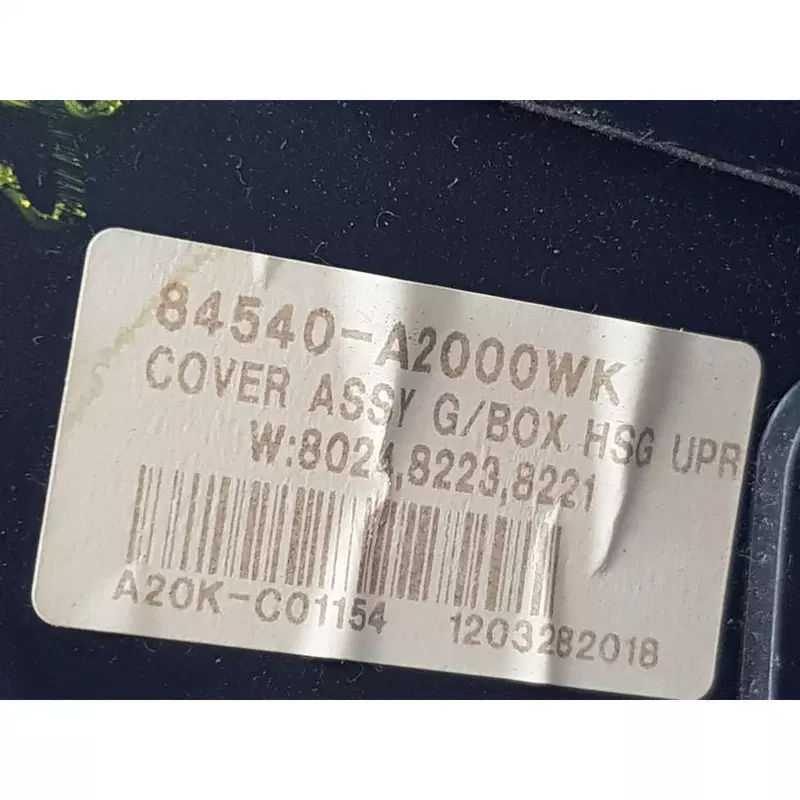 84540-A2000WK
COVER ASSY G/BOX HSG UPR
W:8024,8223,8221
A20K-C01154 1203282018